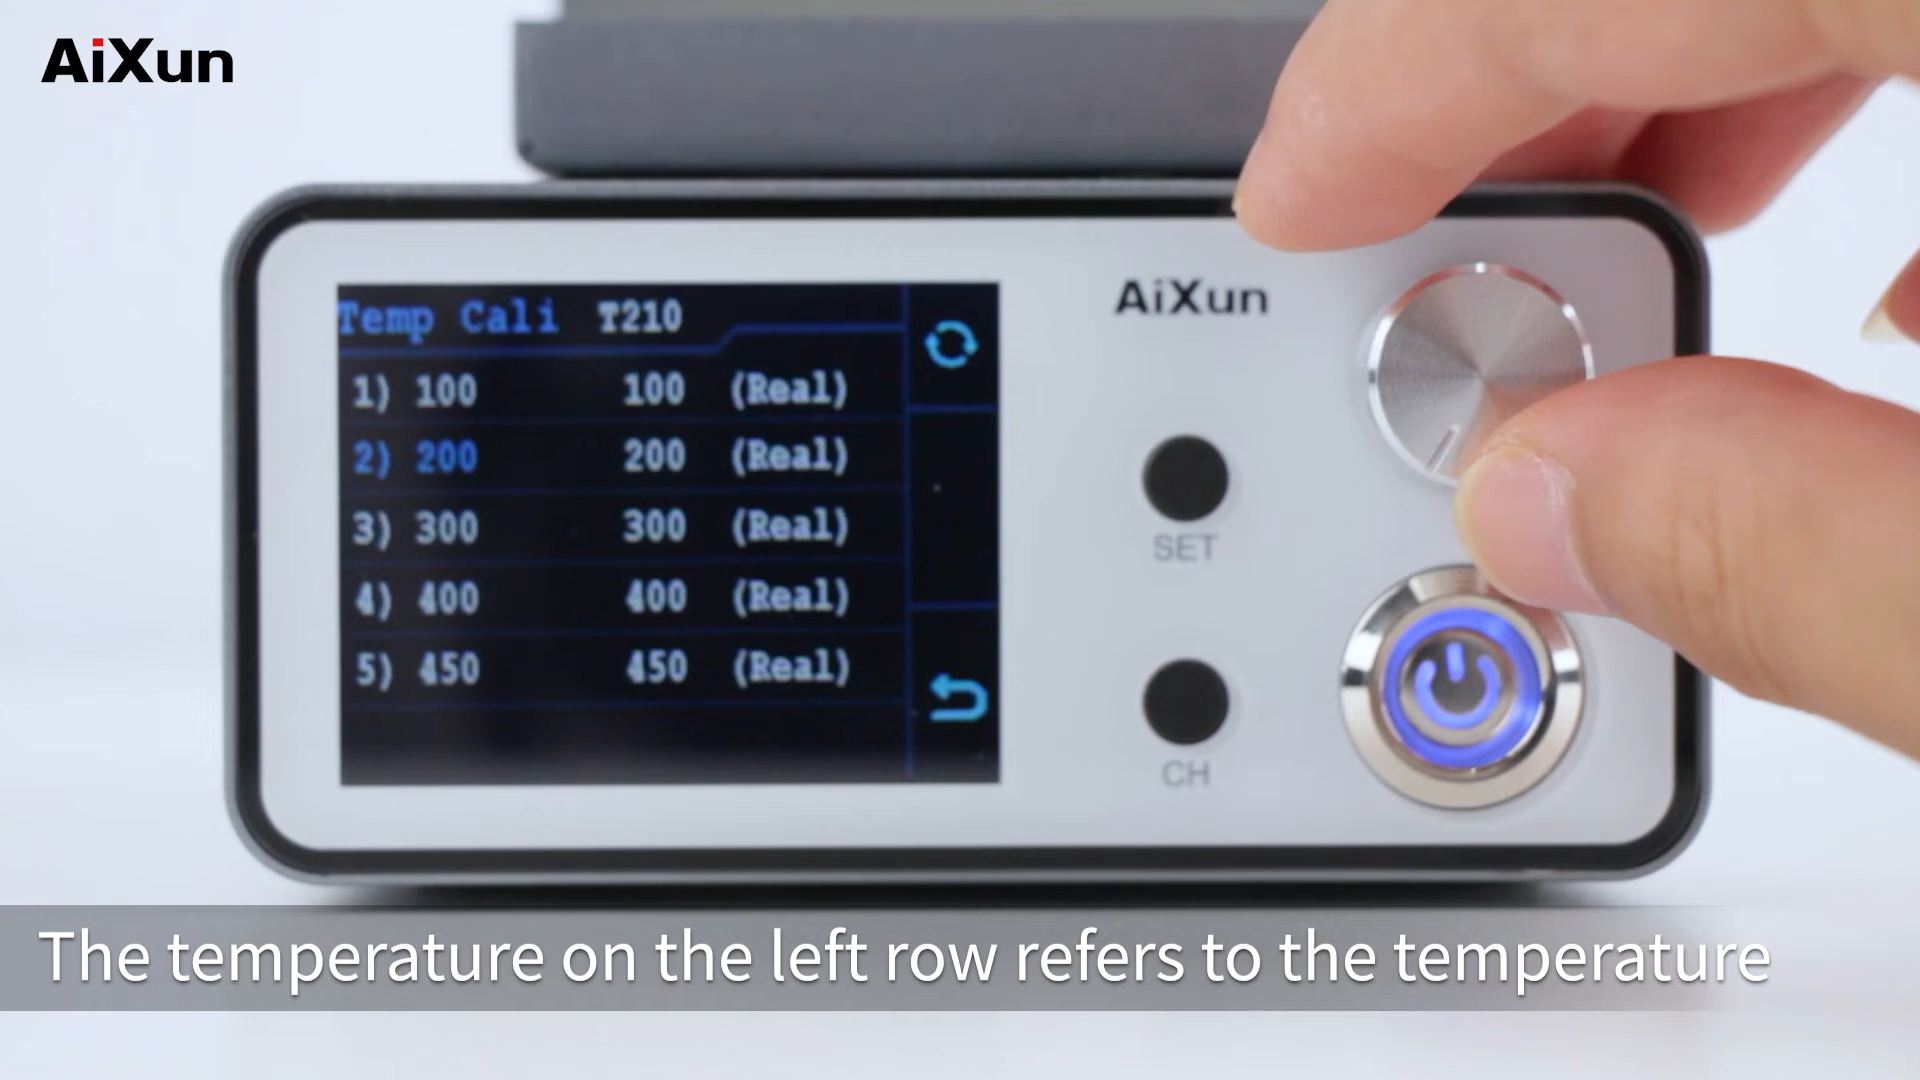 AiXun
Temp Cali T210
1) 100 100 (Real)
2) 200 200 (Real)
3) 300 300 (Real)
4) 400 400 (Real)
5) 450 450 (Real)
AiXun
SET
CH
The temperature on the left row refers to the temperature